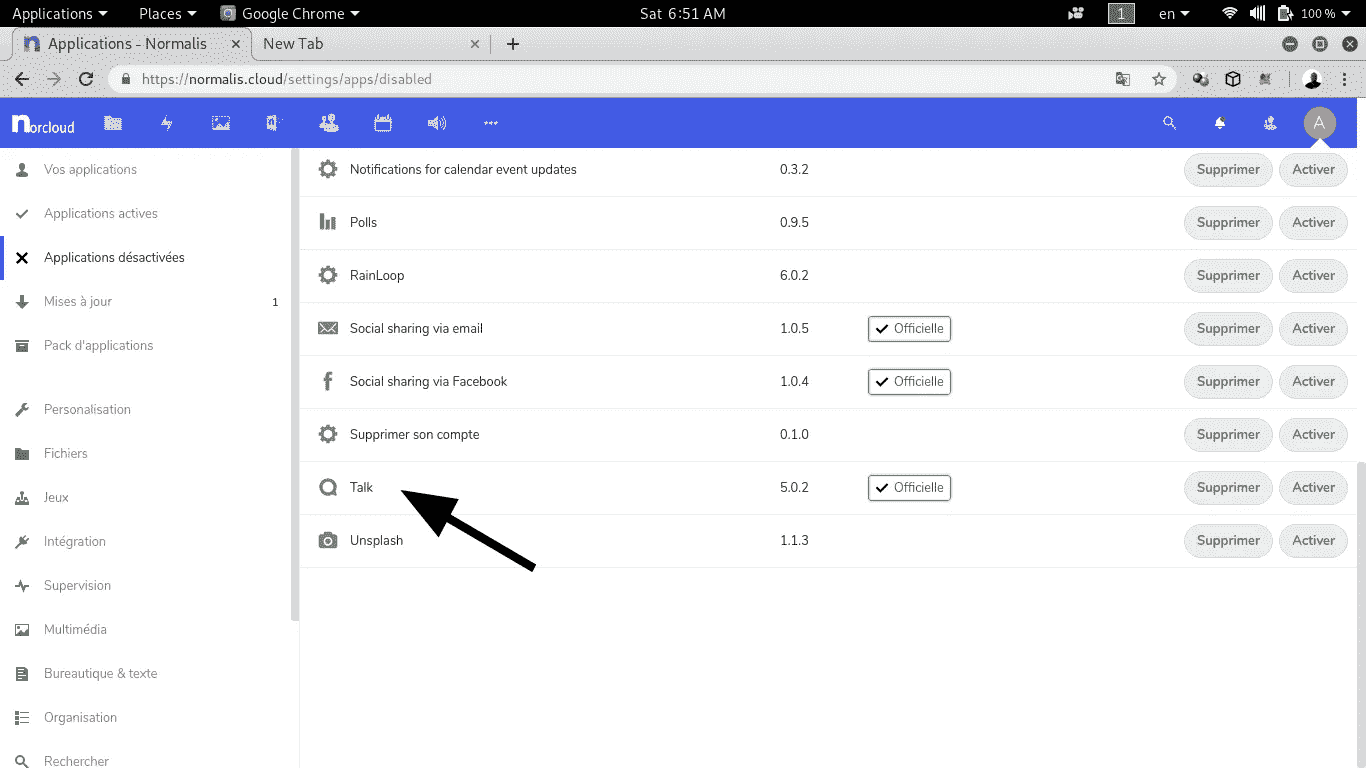 Applications Places Google Chrome Sat 6:51 AM 1 en 100 %
Applications - Normalis New Tab
https://normalis.cloud/settings/apps/disabled
norcloud A
Vos applications
Applications actives
Applications désactivées
Mises à jour 1
Pack d'applications
Personalisation
Fichiers
Jeux
Intégration
Supervision
Multimédia
Bureautique & texte
Organisation
Rechercher
Notifications for calendar event updates 0.3.2 Supprimer Activer
Polls 0.9.5 Supprimer Activer
RainLoop 6.0.2 Supprimer Activer
Social sharing via email 1.0.5 Officielle Supprimer Activer
Social sharing via Facebook 1.0.4 Officielle Supprimer Activer
Supprimer son compte 0.1.0 Supprimer Activer
Talk 5.0.2 Officielle Supprimer Activer
Unsplash 1.1.3 Supprimer Activer